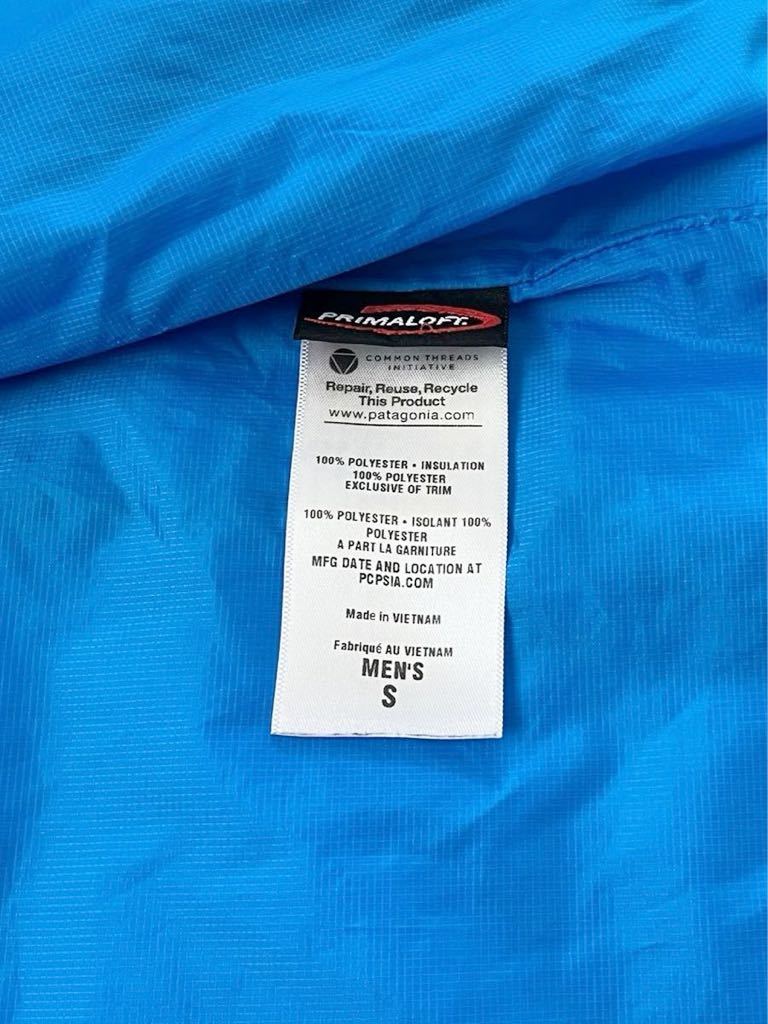 PRIMALOFT.
COMMON THREADS
INITIATIVE
Repair, Reuse, Recycle
This Product
www.patagonia.com
100% POLYESTER • INSULATION
100% POLYESTER
EXCLUSIVE OF TRIM
100% POLYESTER • ISOLANT 100%
POLYESTER
A PART LA GARNITURE
MFG DATE AND LOCATION AT
PCPSIA.COM
Made in VIETNAM
Fabriqué AU VIETNAM
MEN'S
S